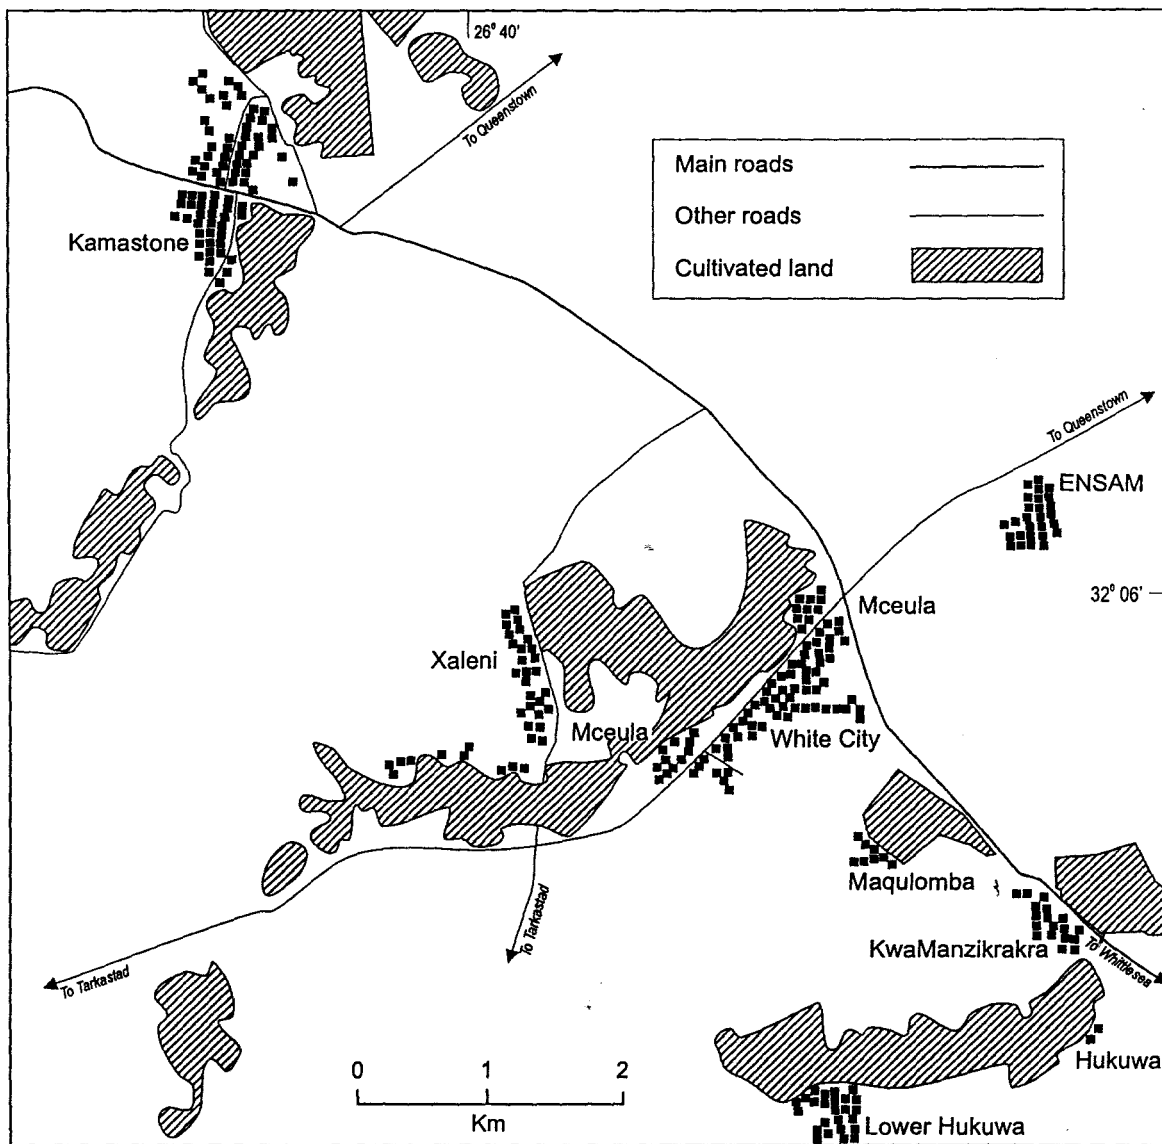 26° 40'
To Queenstown
Main roads
Other roads
Cultivated land
Kamastone
To Queenstown
ENSAM
32° 06'
Mceula
Xaleni
Mceula
White City
Maqulomba
KwaManzikrakra
To Whittlesea
To Tarkastad
To Tarkastad
Hukuwa
0 1 2
Km
Lower Hukuwa